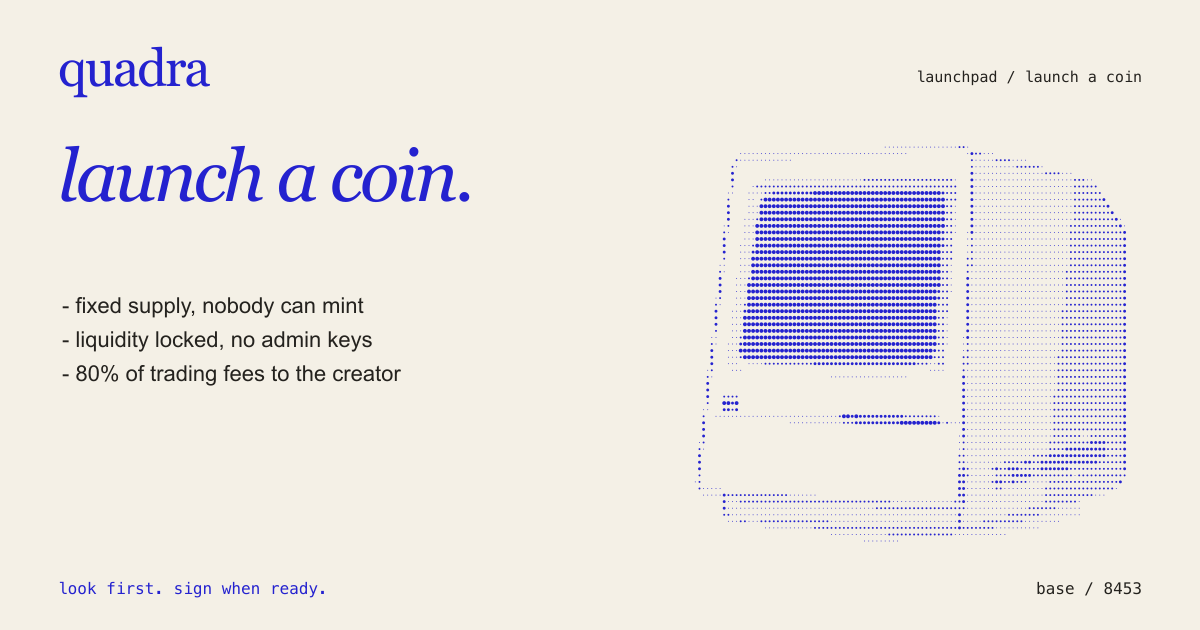 quadra
launchpad / launch a coin
launch a coin.
- fixed supply, nobody can mint
- liquidity locked, no admin keys
- 80% of trading fees to the creator
look first. sign when ready.
base / 8453